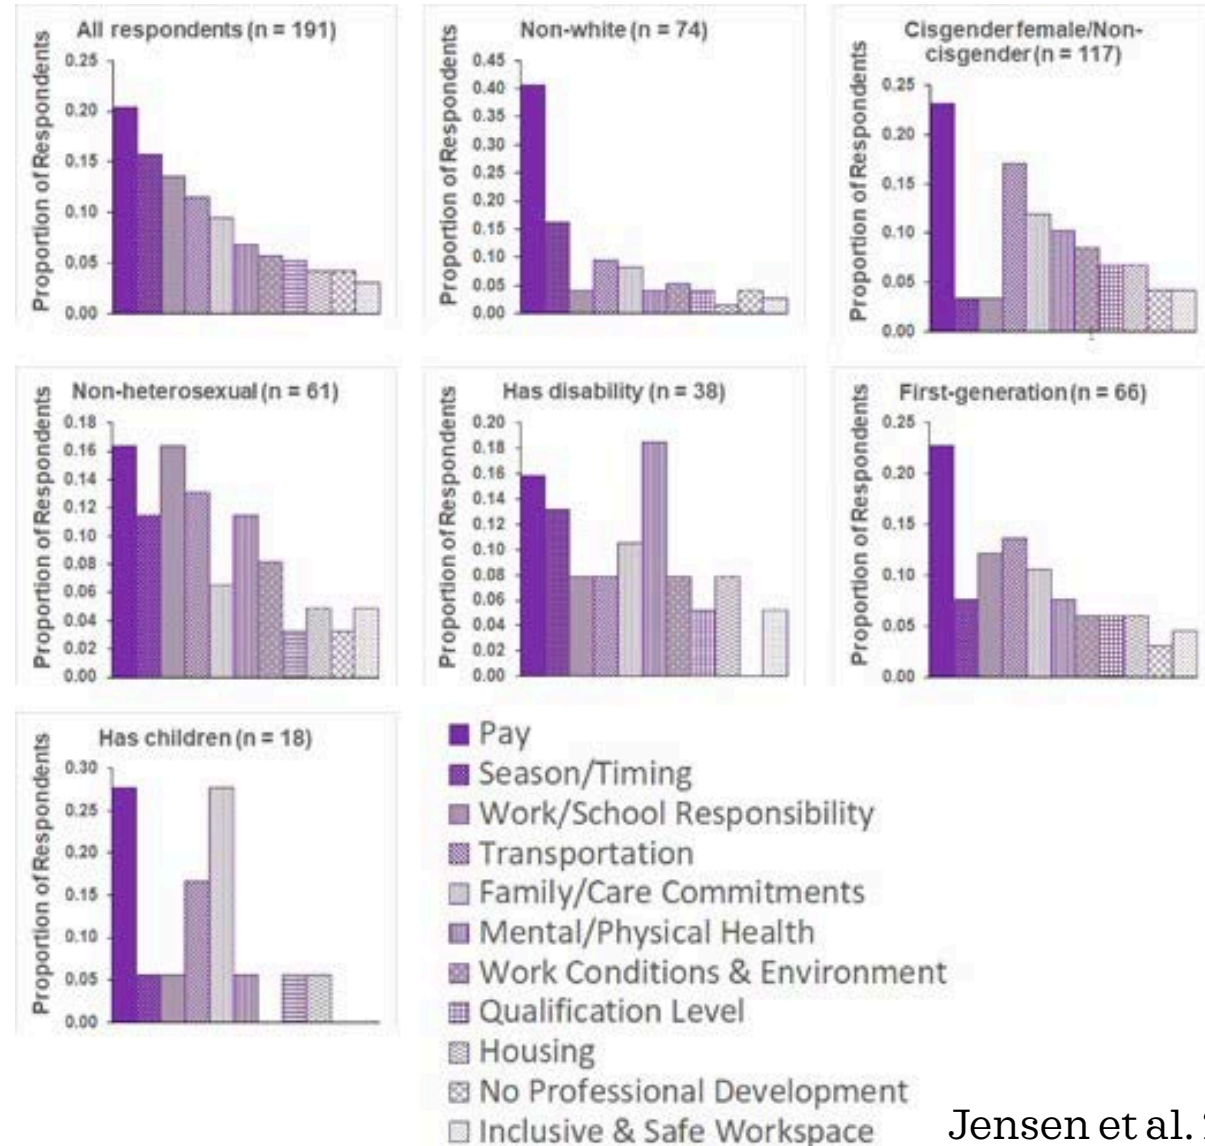 All respondents (n = 191)
Proportion of Respondents
0.25
0.20
0.15
0.10
0.05
0.00
Non-white (n = 74)
Proportion of Respondents
0.45
0.40
0.35
0.30
0.25
0.20
0.15
0.10
0.05
0.00
Cisgender female/Non-
cisgender (n = 117)
Proportion of Respondents
0.25
0.20
0.15
0.10
0.05
0.00
Non-heterosexual (n = 61)
Proportion of Respondents
0.18
0.16
0.14
0.12
0.10
0.08
0.06
0.04
0.02
0.00
Has disability (n = 38)
Proportion of Respondents
0.20
0.18
0.16
0.14
0.12
0.10
0.08
0.06
0.04
0.02
0.00
First-generation (n = 66)
Proportion of Respondents
0.25
0.20
0.15
0.10
0.05
0.00
Has children (n = 18)
Proportion of Respondents
0.30
0.25
0.20
0.15
0.10
0.05
0.00
Pay
Season/Timing
Work/School Responsibility
Transportation
Family/Care Commitments
Mental/Physical Health
Work Conditions & Environment
Qualification Level
Housing
No Professional Development
Inclusive & Safe Workspace
Jensen et al.